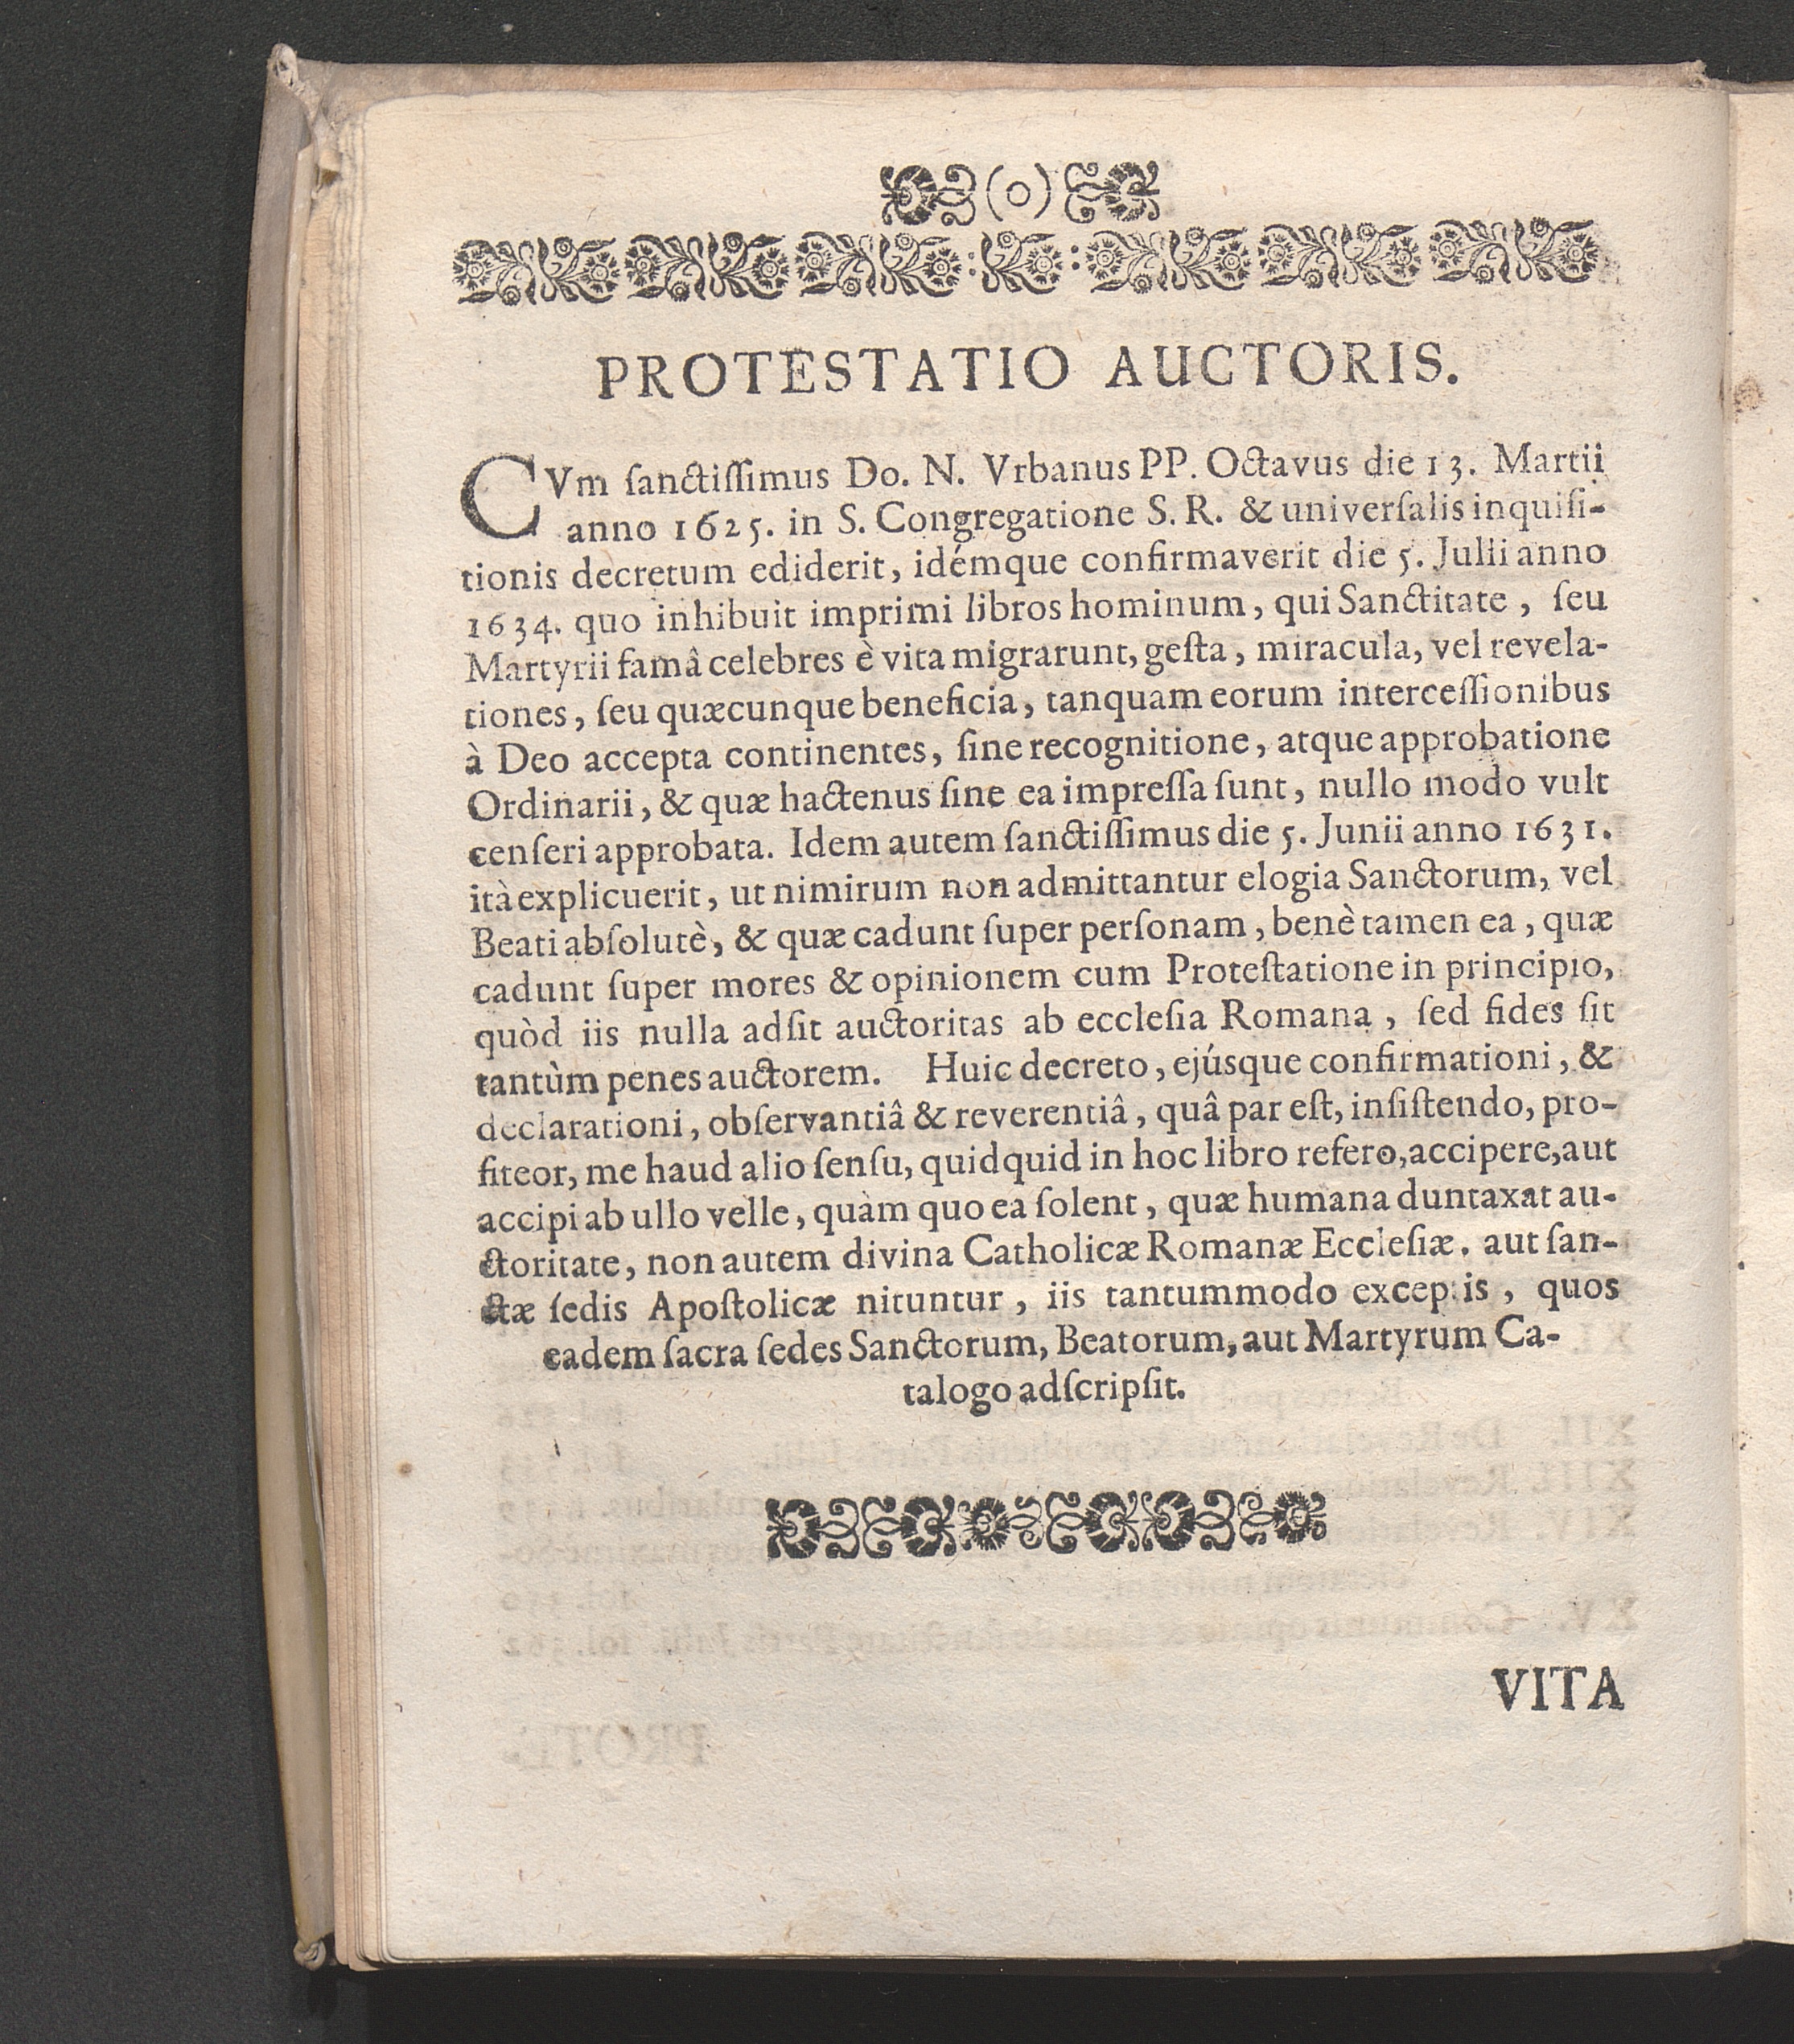 (o)
PROTESTATIO AUCTORIS.
CVm ſanctiſſimus Do. N. Vrbanus PP. Octavus die 13. Martii
anno 1625. in S. Congregatione S. R. & univerſalis inquiſi-
tionis decretum ediderit, idémque confirmaverit die 5. Julii anno
1634. quo inhibuit imprimi libros hominum, qui Sanctitate, ſeu
Martyrii famâ celebres è vita migrarunt, geſta, miracula, vel revela-
tiones, ſeu quæcunque beneficia, tanquam eorum interceſſionibus
à Deo accepta continentes, ſine recognitione, atque approbatione
Ordinarii, & quæ hactenus ſine ea impreſſa ſunt, nullo modo vult
cenſeri approbata. Idem autem ſanctiſſimus die 5. Junii anno 1631.
ità explicuerit, ut nimirum non admittantur elogia Sanctorum, vel
Beati abſolutè, & quæ cadunt ſuper perſonam, benè tamen ea, quæ
cadunt ſuper mores & opinionem cum Proteſtatione in principio,
quòd iis nulla adſit auctoritas ab eccleſia Romana, ſed fides ſit
tantùm penes auctorem. Huic decreto, ejúsque confirmationi, &
declarationi, obſervantiâ & reverentiâ, quâ par eſt, inſiſtendo, pro-
fiteor, me haud alio ſenſu, quidquid in hoc libro refero, accipere, aut
accipi ab ullo velle, quàm quo ea ſolent, quæ humana duntaxat au-
ctoritate, non autem divina Catholicæ Romanæ Eccleſiæ. aut ſan-
ctæ ſedis Apoſtolicæ nituntur, iis tantummodo excep:is, quos
eadem ſacra ſedes Sanctorum, Beatorum, aut Martyrum Ca-
talogo adſcripſit.
VITA